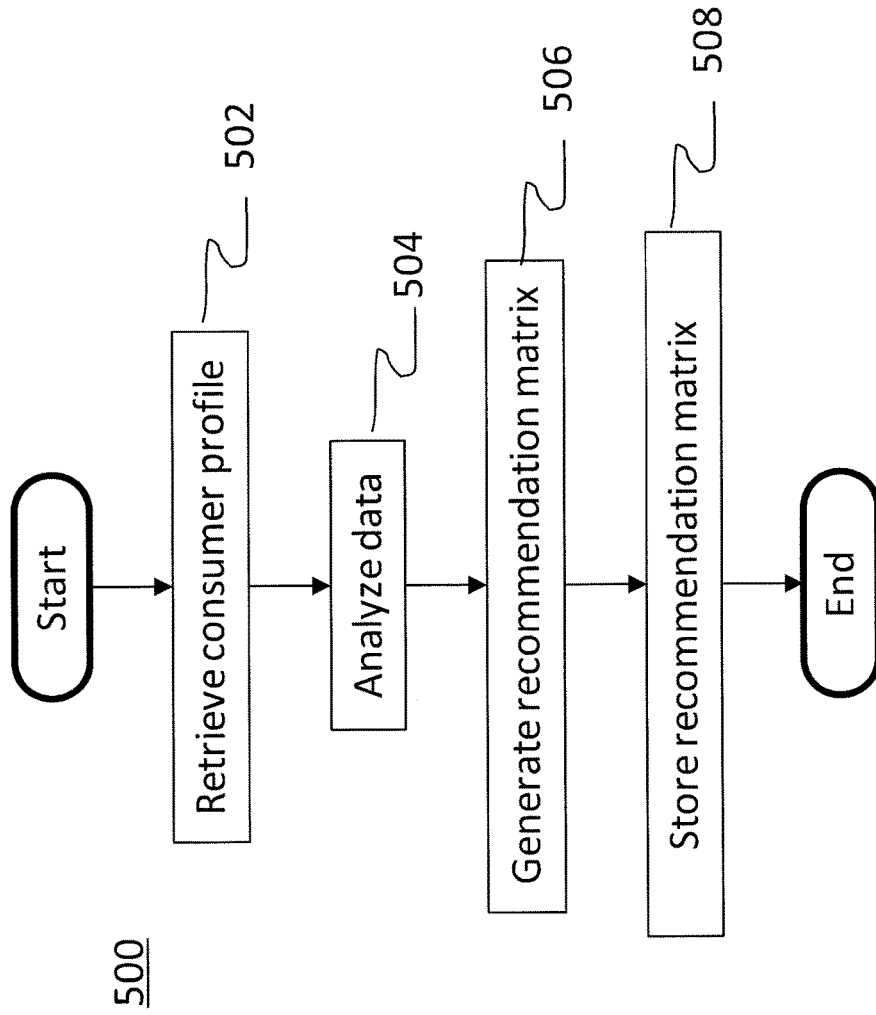 500
Start
Retrieve consumer profile
502
Analyze data
504
Generate recommendation matrix
506
Store recommendation matrix
508
End